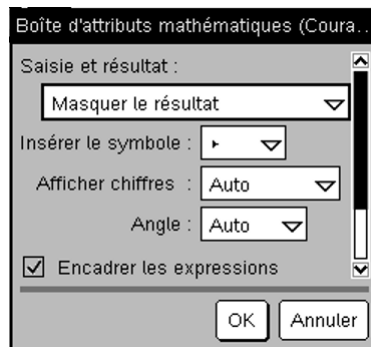 Boîte d'attributs mathématiques (Coura...
Saisie et résultat :
Masquer le résultat
Insérer le symbole :
Afficher chiffres : Auto
Angle : Auto
Encadrer les expressions
OK Annuler